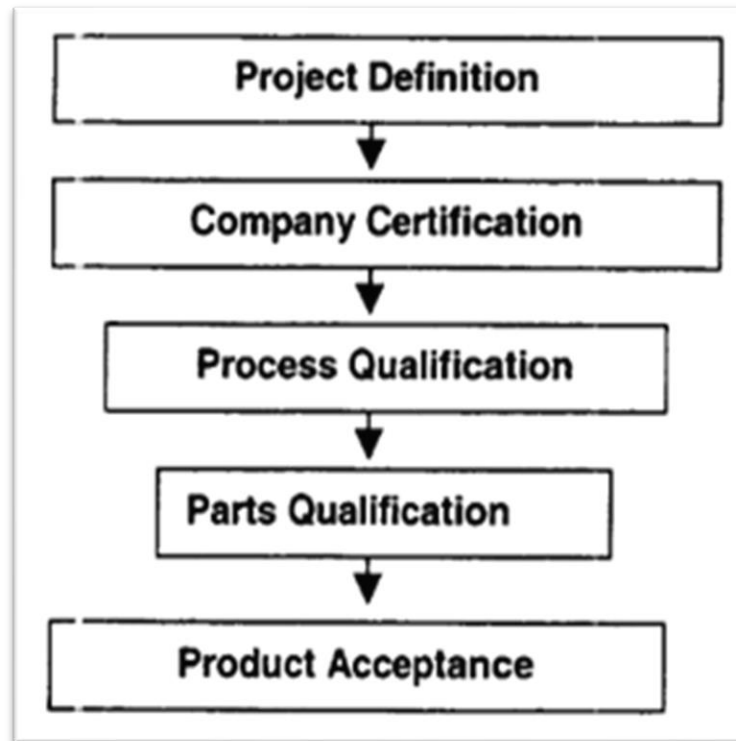 Project Definition
Company Certification
Process Qualification
Parts Qualification
Product Acceptance